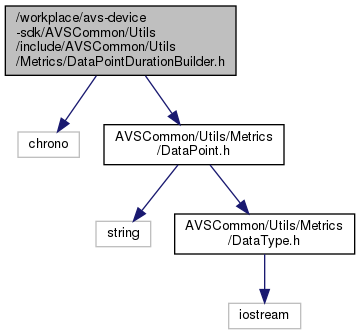 /workplace/avs-device
-sdk/AVSCommon/Utils
/include/AVSCommon/Utils
/Metrics/DataPointDurationBuilder.h
chrono
AVSCommon/Utils/Metrics
/DataPoint.h
string
AVSCommon/Utils/Metrics
/DataType.h
iostream